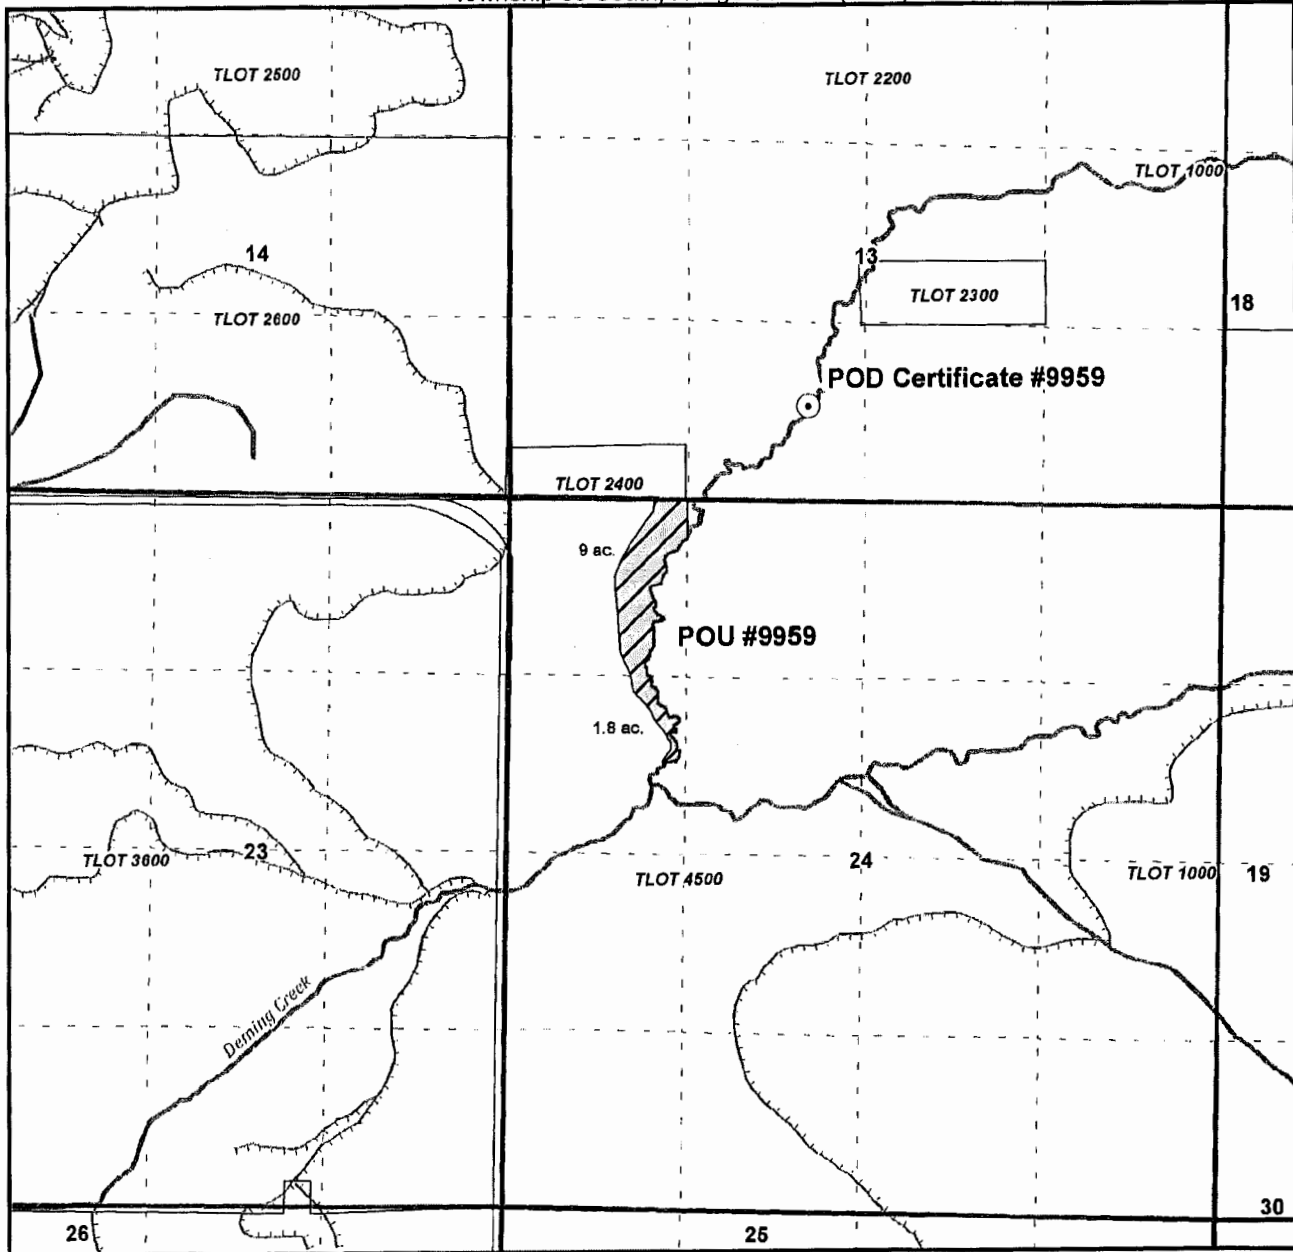 TLOT 2500
TLOT 2200
TLOT 1000
14
13
TLOT 2300
18
TLOT 2600
POD Certificate #9959
TLOT 2400
9 ac.
POU #9959
1.8 ac.
TLOT 3600
23
TLOT 4500
24
TLOT 1000
19
Deming Creek
26
25
30